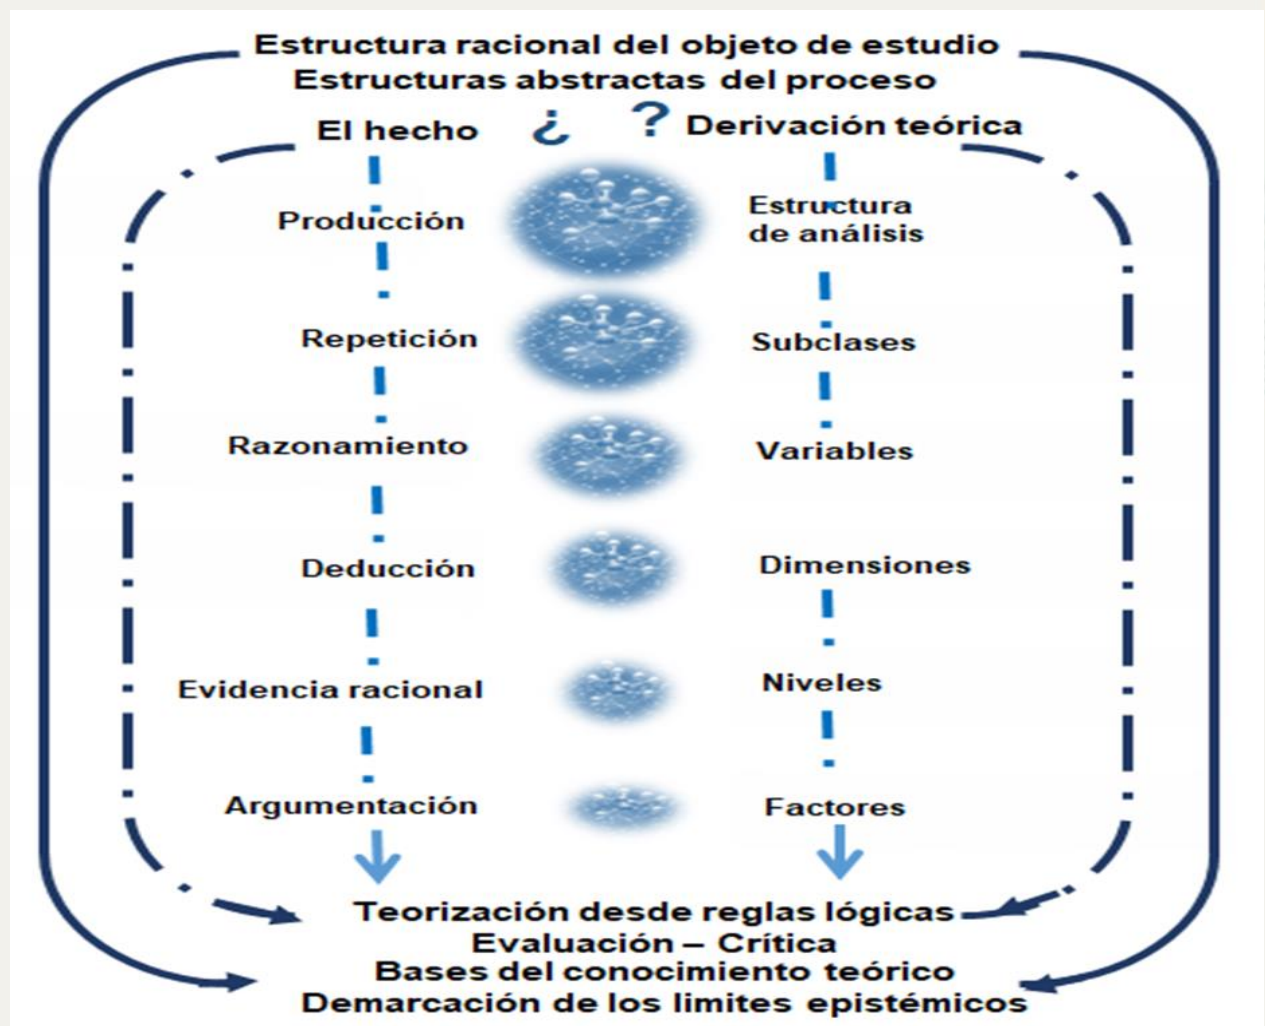 Estructura racional del objeto de estudio
Estructuras abstractas del proceso
El hecho ¿ ? Derivación teórica
Producción
Estructura
de análisis
Repetición
Subclases
Razonamiento
Variables
Deducción
Dimensiones
Evidencia racional
Niveles
Argumentación
Factores
Teorización desde reglas lógicas
Evaluación – Crítica
Bases del conocimiento teórico
Demarcación de los limites epistémicos